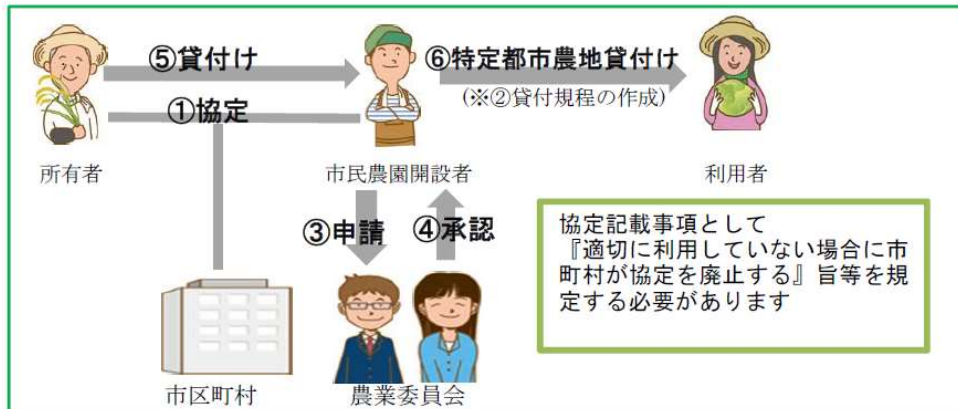 ⑤貸付け
⑥特定都市農地貸付け
(※②貸付規程の作成)
①協定
所有者
市民農園開設者
利用者
③申請
④承認
協定記載事項として
『適切に利用していない場合に市
町村が協定を廃止する』旨等を規
定する必要があります
市区町村
農業委員会